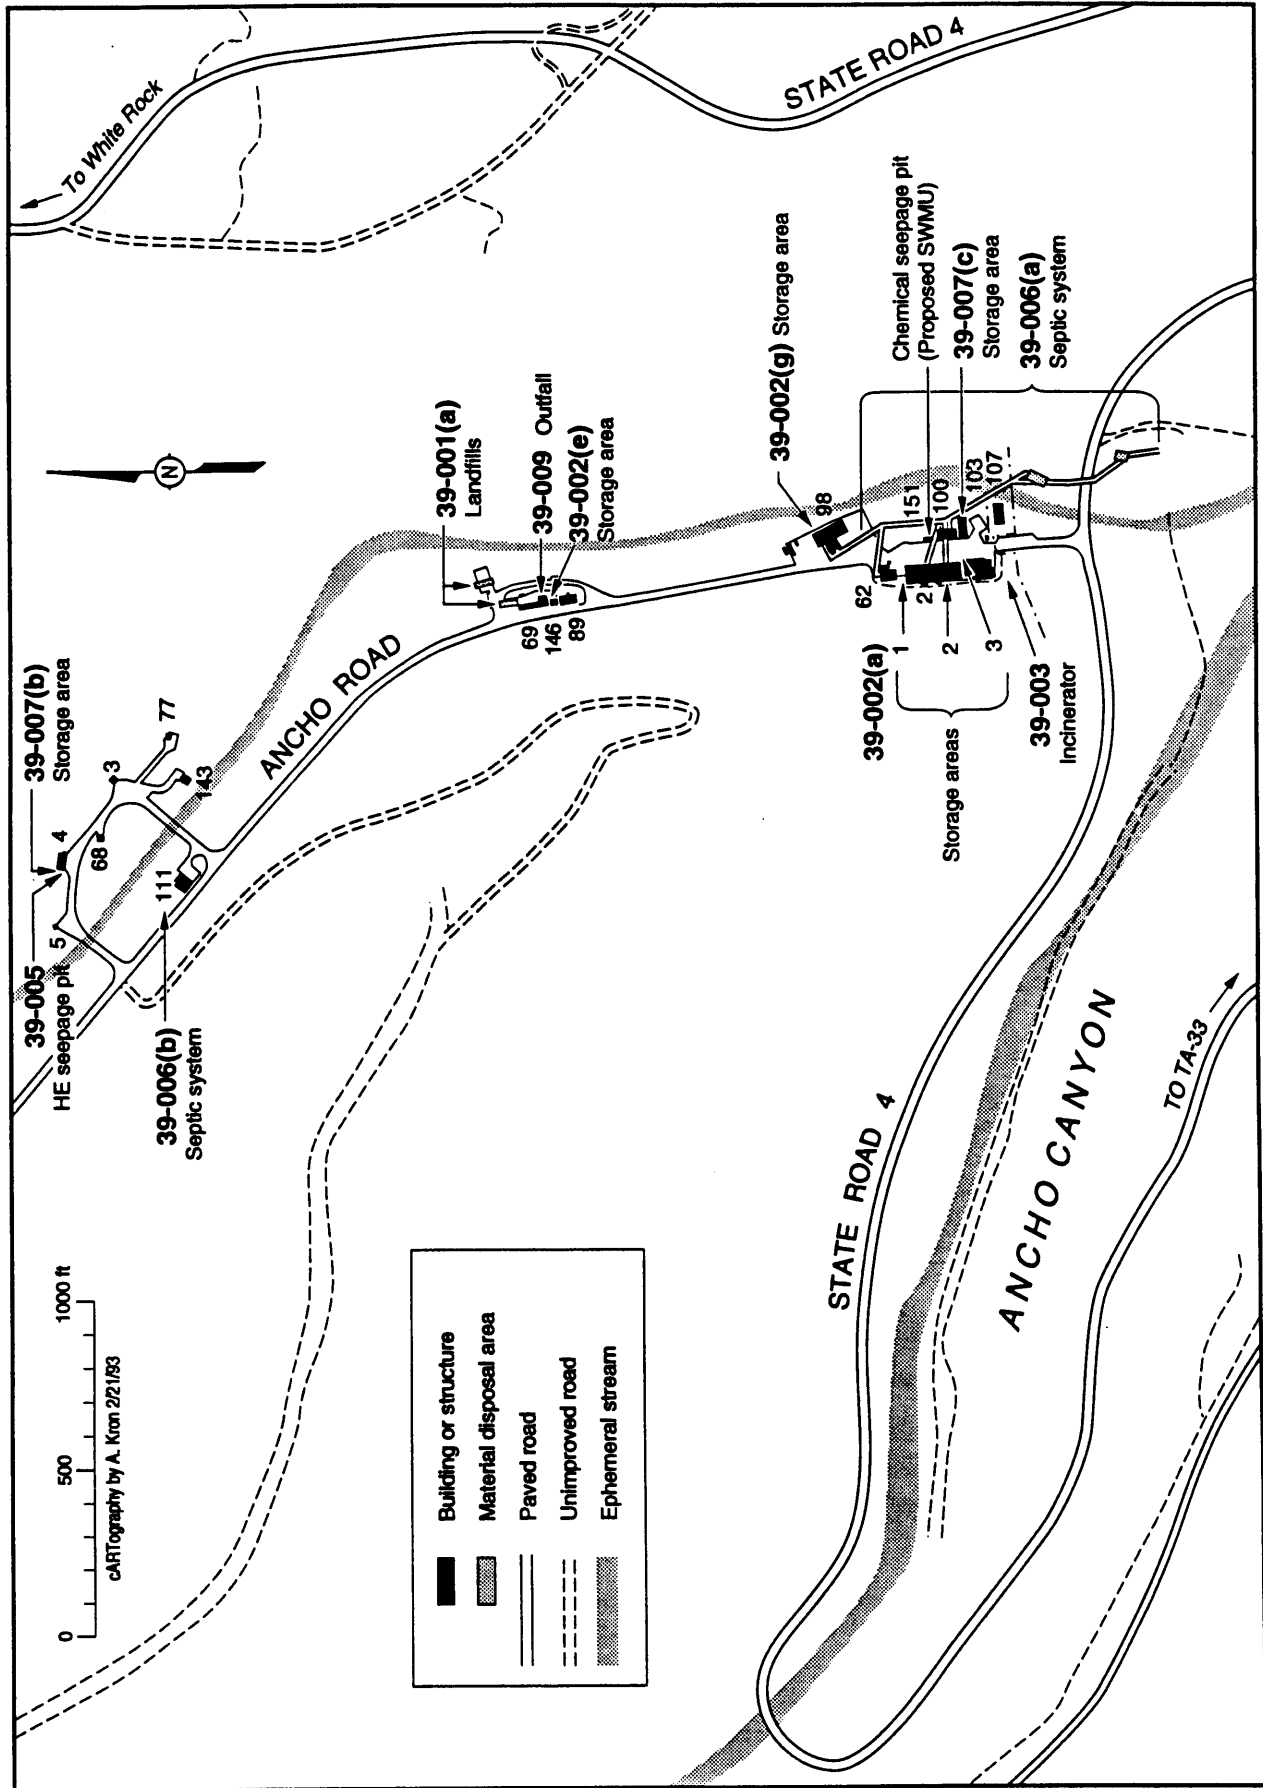 39-005
HE seepage pit
39-007(b)
Storage area
5
4
3
77
68
143
111
39-006(b)
Septic system
ANCHO ROAD
To White Rock
STATE ROAD 4
N
39-001(a)
Landfills
39-009 Outfall
39-002(e)
Storage area
69
146
89
39-002(g) Storage area
98
Chemical seepage pit
(Proposed SWMU)
39-007(c)
Storage area
39-006(a)
Septic system
151
100
103
107
62
2
39-002(a)
1
2
3
Storage areas
39-003
Incinerator
STATE ROAD 4
ANCHO CANYON
TO TA-33
0 500 1000 ft
cARTography by A. Kron 2/21/93
Building or structure
Material disposal area
Paved road
Unimproved road
Ephemeral stream